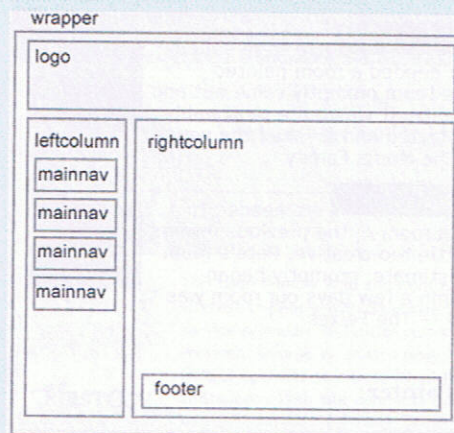 wrapper
logo
leftcolumn
mainnav
mainnav
mainnav
mainnav
rightcolumn
footer